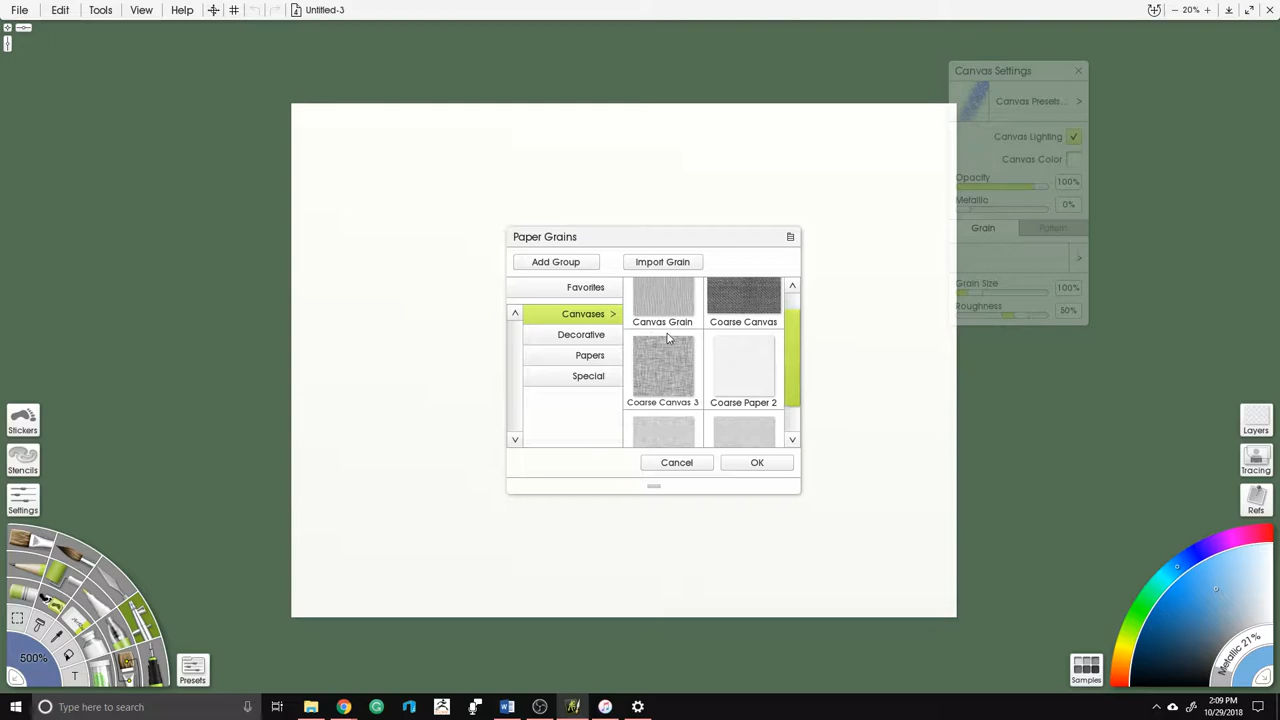 File Edit Tools View Help Untitled-3 20%
Canvas Settings
Canvas Presets...
Canvas Lighting
Canvas Color
Opacity 100%
Metallic 0%
Grain Pattern
Grain Size 100%
Roughness 50%
Paper Grains
Add Group Import Grain
Favorites
Canvases
Decorative
Papers
Special
Canvas Grain Coarse Canvas
Coarse Canvas 3 Coarse Paper 2
Cancel OK
Stickers
Stencils
Settings
500%
T
Presets
Layers
Tracing
Refs
Metallic 21%
Samples
Type here to search
2:09 PM
10/29/2018